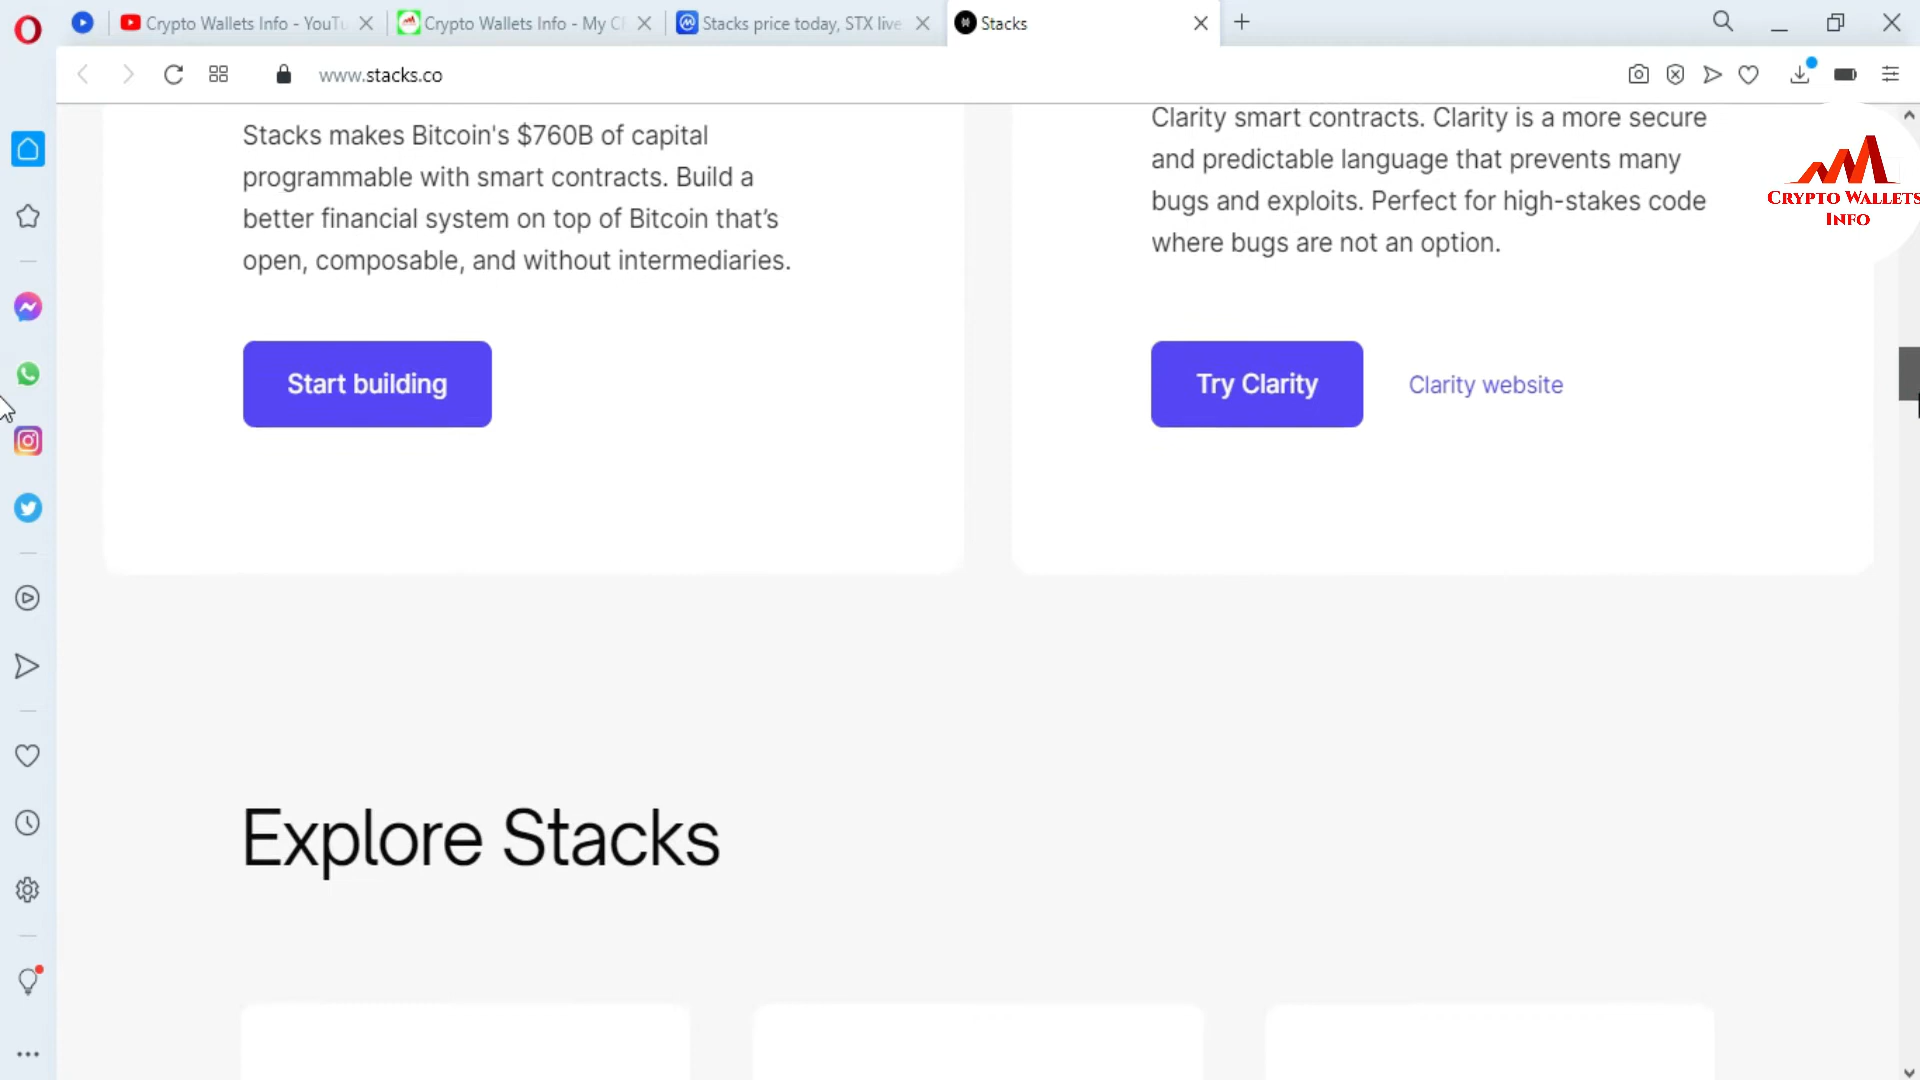 Crypto Wallets Info - YouTu
Crypto Wallets Info - My C
Stacks price today, STX live
Stacks
www.stacks.co
Stacks makes Bitcoin's $760B of capital
programmable with smart contracts. Build a
better financial system on top of Bitcoin that’s
open, composable, and without intermediaries.
Start building
Clarity smart contracts. Clarity is a more secure
and predictable language that prevents many
bugs and exploits. Perfect for high-stakes code
where bugs are not an option.
Try Clarity
Clarity website
CRYPTO WALLETS
INFO
Explore Stacks